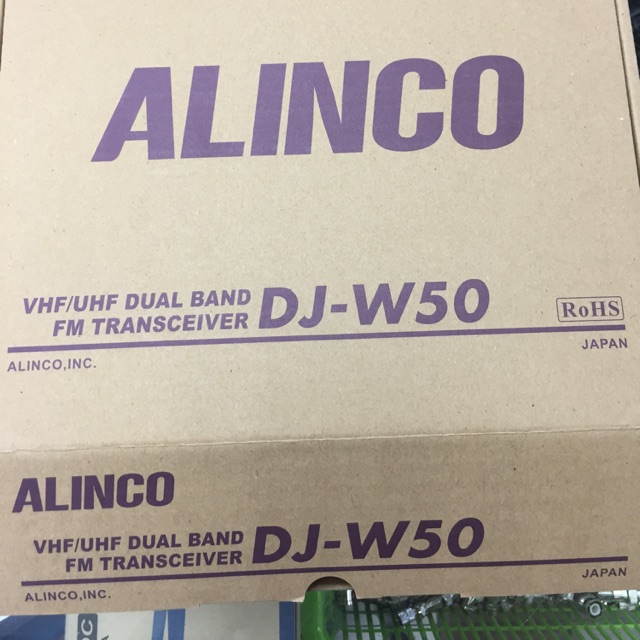 ALINCO
VHF/UHF DUAL BAND
FM TRANSCEIVER DJ-W50
RoHS
ALINCO,INC.
JAPAN
ALINCO
VHF/UHF DUAL BAND
FM TRANSCEIVER DJ-W50
ALINCO,INC.
JAPAN